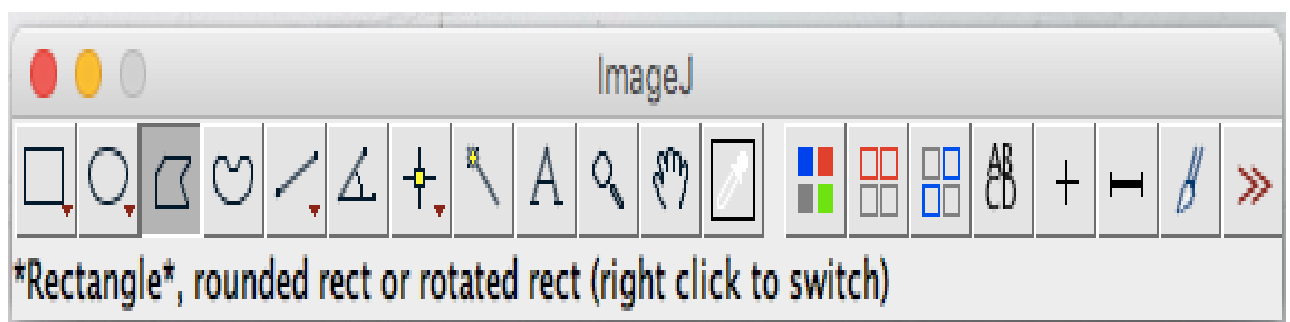 ImageJ
A
AB
CD
*Rectangle*, rounded rect or rotated rect (right click to switch)